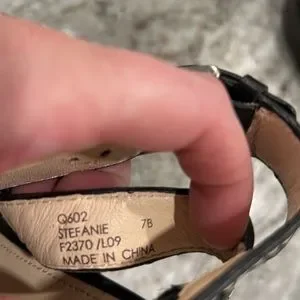 Q602
STEFANIE 7B
F2370/L09
MADE IN CHINA